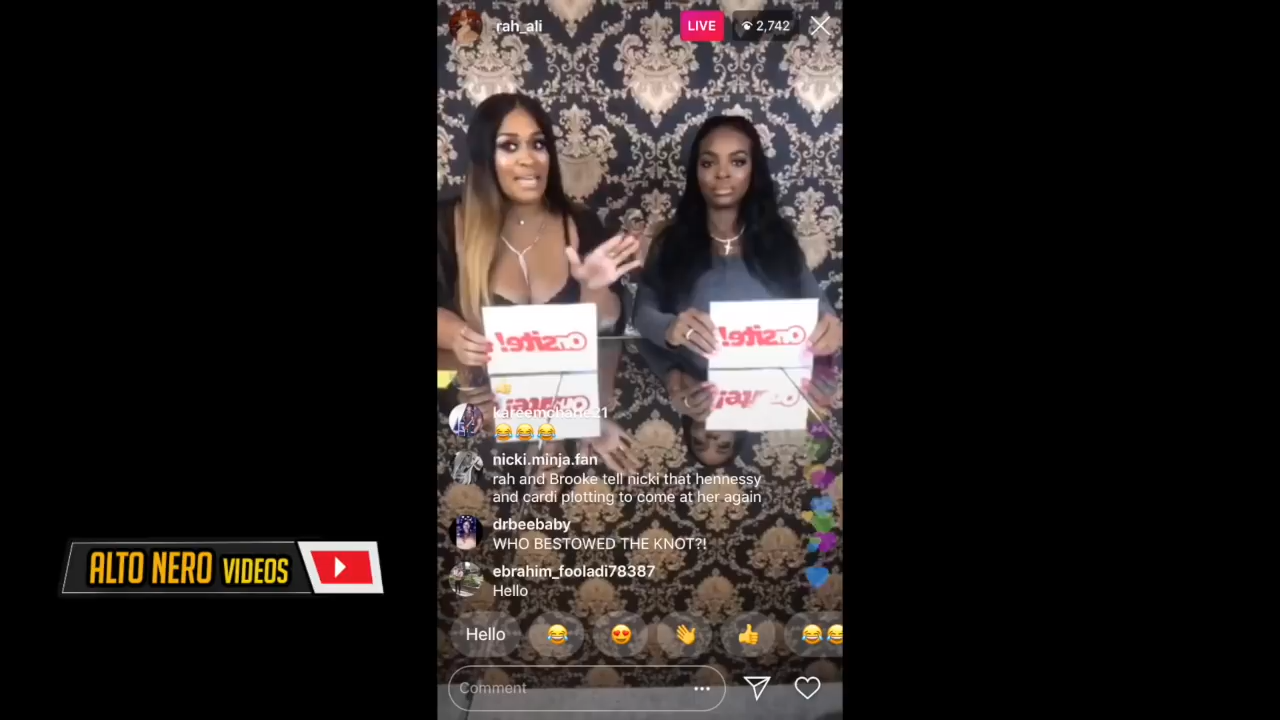 rah_ali
LIVE
2,742
Onsite!
Onsite!
nicki.minja.fan
rah and Brooke tell nicki that hennessy
and cardi plotting to come at her again
drbeebaby
WHO BESTOWED THE KNOT?!
ebrahim_fooladi78387
Hello
Hello
Comment
ALTO NERO VIDEOS